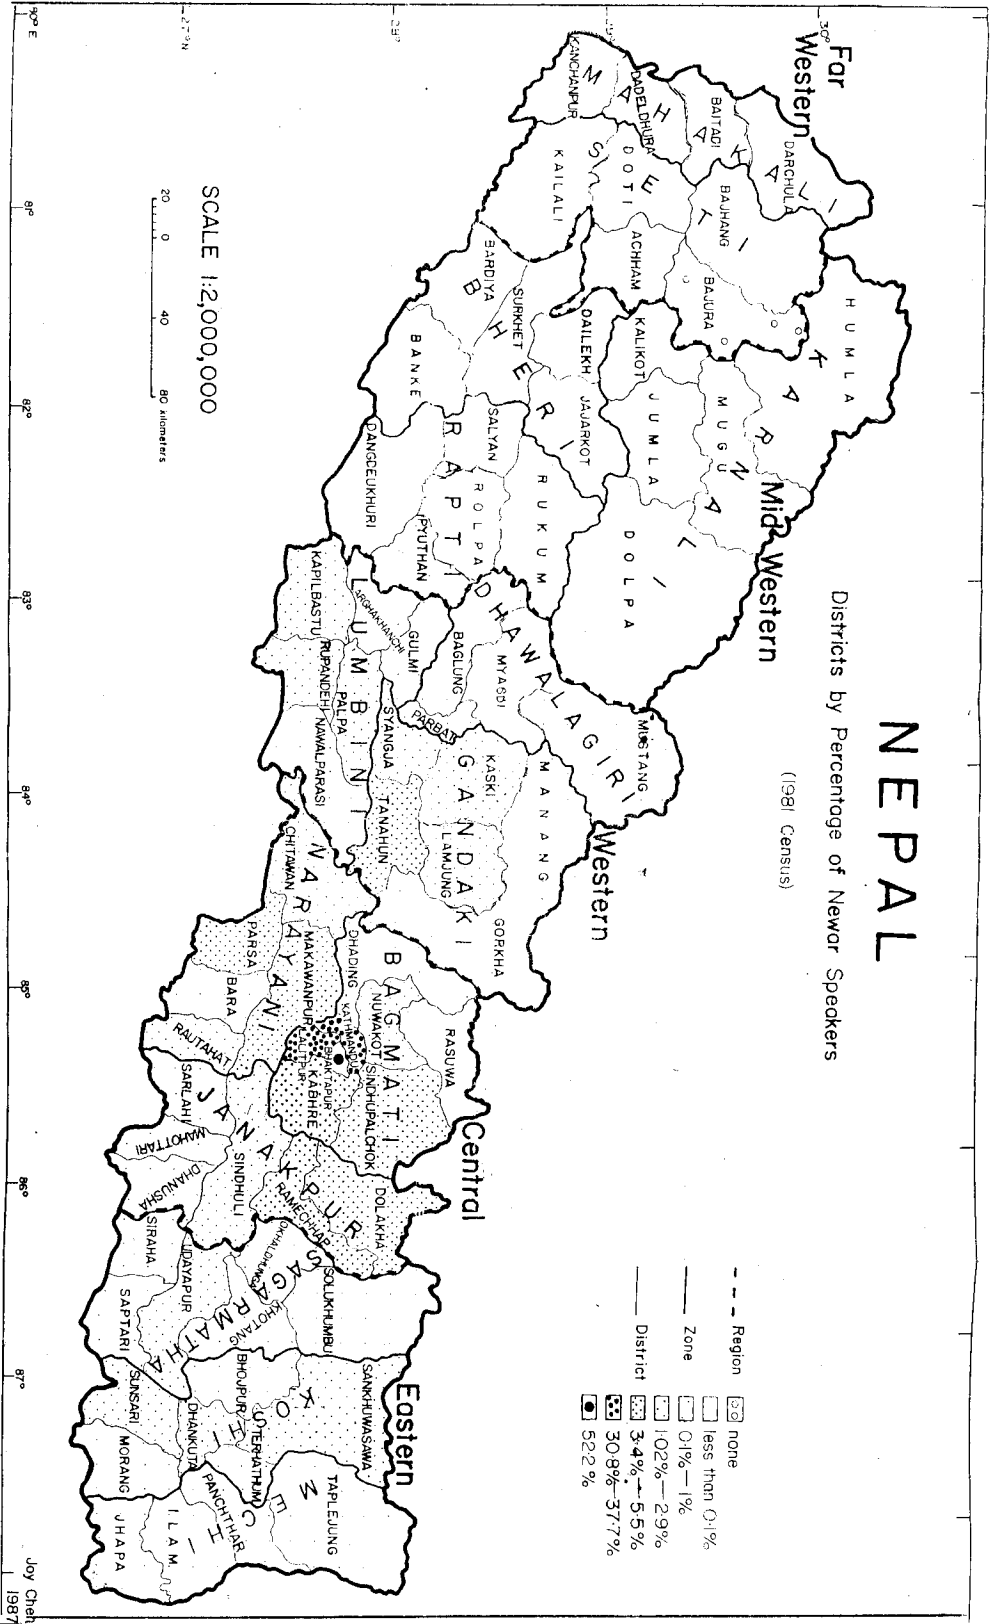 NEPAL
Districts by Percentage of Newar Speakers
(1981 Census)
Region
Zone
District
none
less than 0.1%
0.1%—1%
1.02%—2.9%
3.4%—5.5%
30.8%—37.7%
52.2%
Far
Western
Mid Western
Western
Central
Eastern
MAHAKALI
SETI
KARNALI
BHERI
RAPTI
DHAWALAGIRI
LUMBINI
GANDAKI
NARAYANI
BAGMATI
JANAKPUR
SAGARMATHA
KOSHI
MECHI
DARCHULA
BAITADI
DADELDHURA
KANCHANPUR
BAJHANG
BAJURA
DOTI
ACHHAM
KAILALI
HUMLA
MUGU
KALIKOT
JUMLA
DOLPA
DAILEKH
JAJARKOT
SURKHET
BARDIYA
BANKE
RUKUM
SALYAN
ROLPA
PYUTHAN
DANGDEUKHURI
MUSTANG
MYAGDI
BAGLUNG
PARBAT
GULMI
ARGHAKHANCHI
KAPILBASTU
RUPANDEHI
PALPA
NAWALPARASI
MANANG
KASKI
LAMJUNG
GORKHA
SYANGJA
TANAHUN
CHITAWAN
MAKAWANPUR
PARSA
BARA
RAUTAHAT
RASUWA
DHADING
NUWAKOT
SINDHUPALCHOK
KATHMANDU
BHAKTAPUR
LALITPUR
KABHRE
DOLAKHA
RAMECHHAP
SINDHULI
SARLAHI
MAHOTTARI
DHANUSHA
SOLUKHUMBU
OKHALDHUNGA
KHOTANG
UDAYAPUR
SIRAHA
SAPTARI
SANKHUWASAWA
BHOJPUR
TERHATHUM
DHANKUTA
SUNSARI
MORANG
TAPLEJUNG
PANCHTHAR
ILAM
JHAPA
SCALE 1:2,000,000
20 0 40 80 kilometers
30°
29°
28°
27° N
80° E
81°
82°
83°
84°
85°
86°
87°
Joy Chen
1987